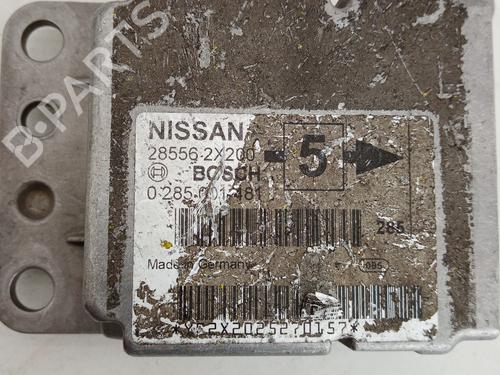 NISSAN
28556-2X200
5
BOSCH
0 285 001 481
285
Made in Germany
B-PARTS